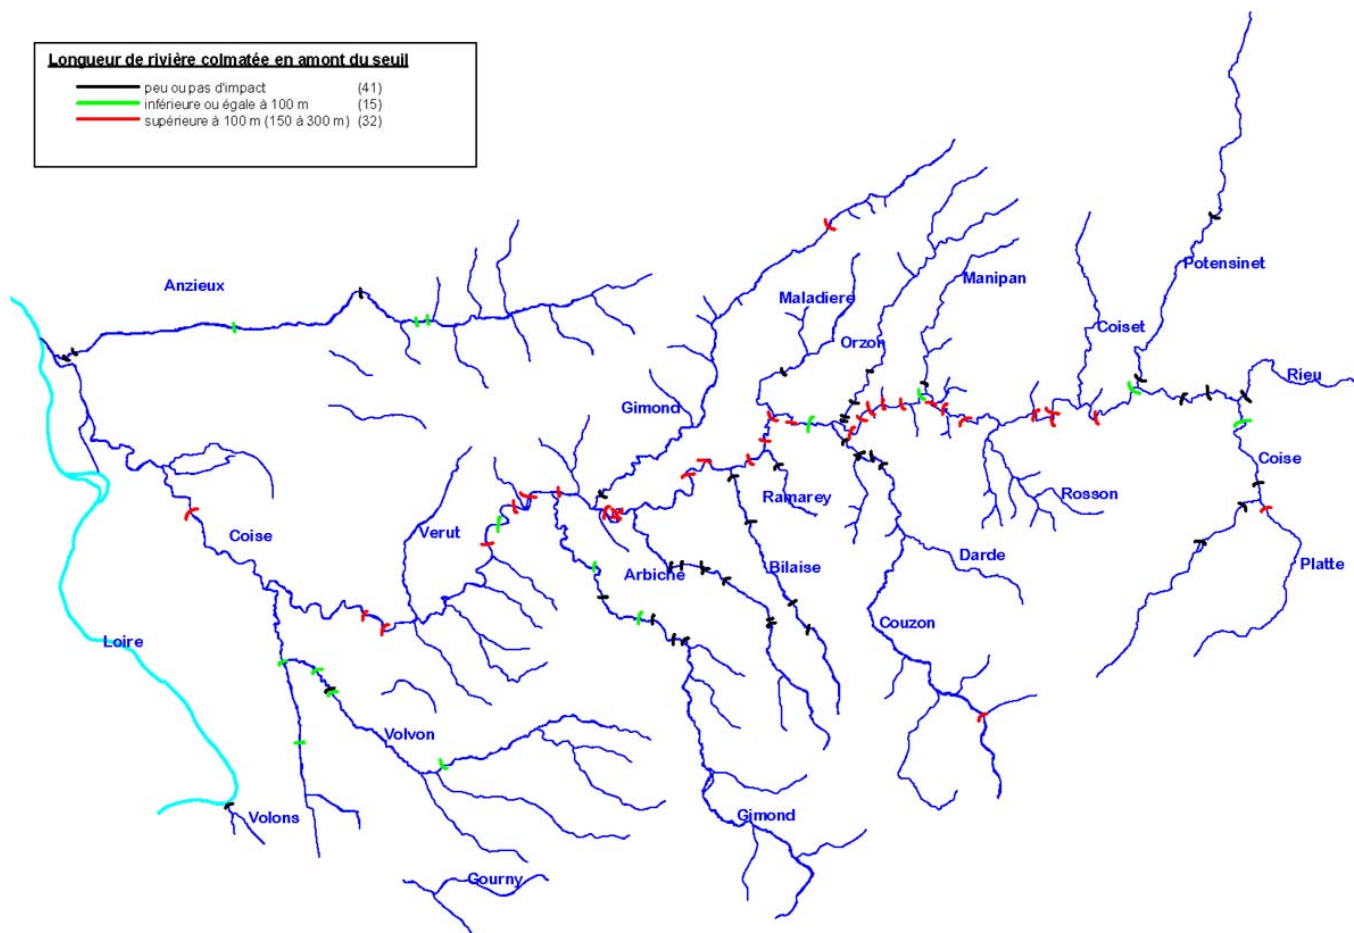 Longueur de rivière colmatée en amont du seuil
peu ou pas d'impact (41)
inférieure ou égale à 100 m (15)
supérieure à 100 m (150 à 300 m) (32)
Potensinet
Manipan
Anzieux
Maladiere
Coiset
Orzon
Rieu
Gimond
Coise
Ramarey
Rosson
Coise
Verut
Darde
Platte
Arbiche
Bilaise
Couzon
Loire
Volvon
Volons
Gimond
Gourny